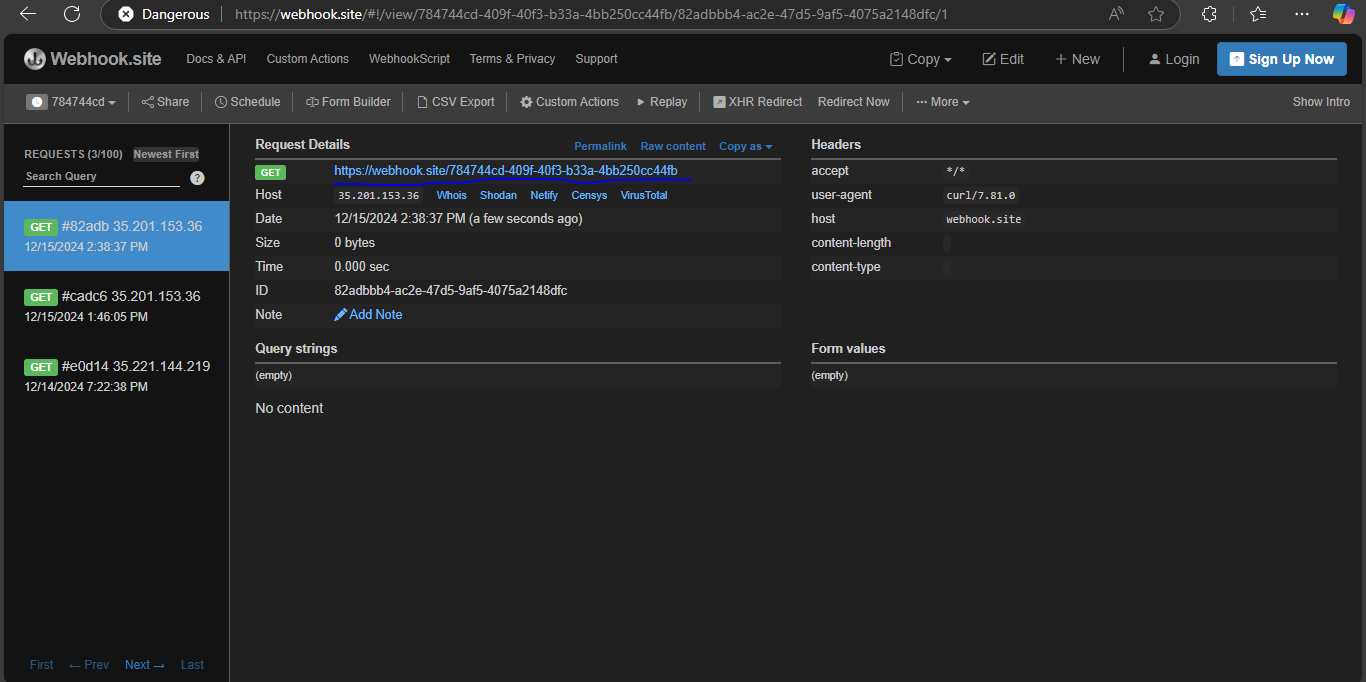 Dangerous https://webhook.site/#!/view/784744cd-409f-40f3-b33a-4bb250cc44fb/82adbbb4-ac2e-47d5-9af5-4075a2148dfc/1
Webhook.site Docs & API Custom Actions WebhookScript Terms & Privacy Support Copy Edit + New Login Sign Up Now
784744cd Share Schedule Form Builder CSV Export Custom Actions Replay XHR Redirect Redirect Now ··· More Show Intro
REQUESTS (3/100) Newest First
Search Query ?
GET #82adb 35.201.153.36
12/15/2024 2:38:37 PM
GET #cadc6 35.201.153.36
12/15/2024 1:46:05 PM
GET #e0d14 35.221.144.219
12/14/2024 7:22:38 PM
First ← Prev Next → Last
Request Details Permalink Raw content Copy as
GET https://webhook.site/784744cd-409f-40f3-b33a-4bb250cc44fb
Host 35.201.153.36 Whois Shodan Netify Censys VirusTotal
Date 12/15/2024 2:38:37 PM (a few seconds ago)
Size 0 bytes
Time 0.000 sec
ID 82adbbb4-ac2e-47d5-9af5-4075a2148dfc
Note Add Note
Query strings
(empty)
No content
Headers
accept */*
user-agent curl/7.81.0
host webhook.site
content-length
content-type
Form values
(empty)